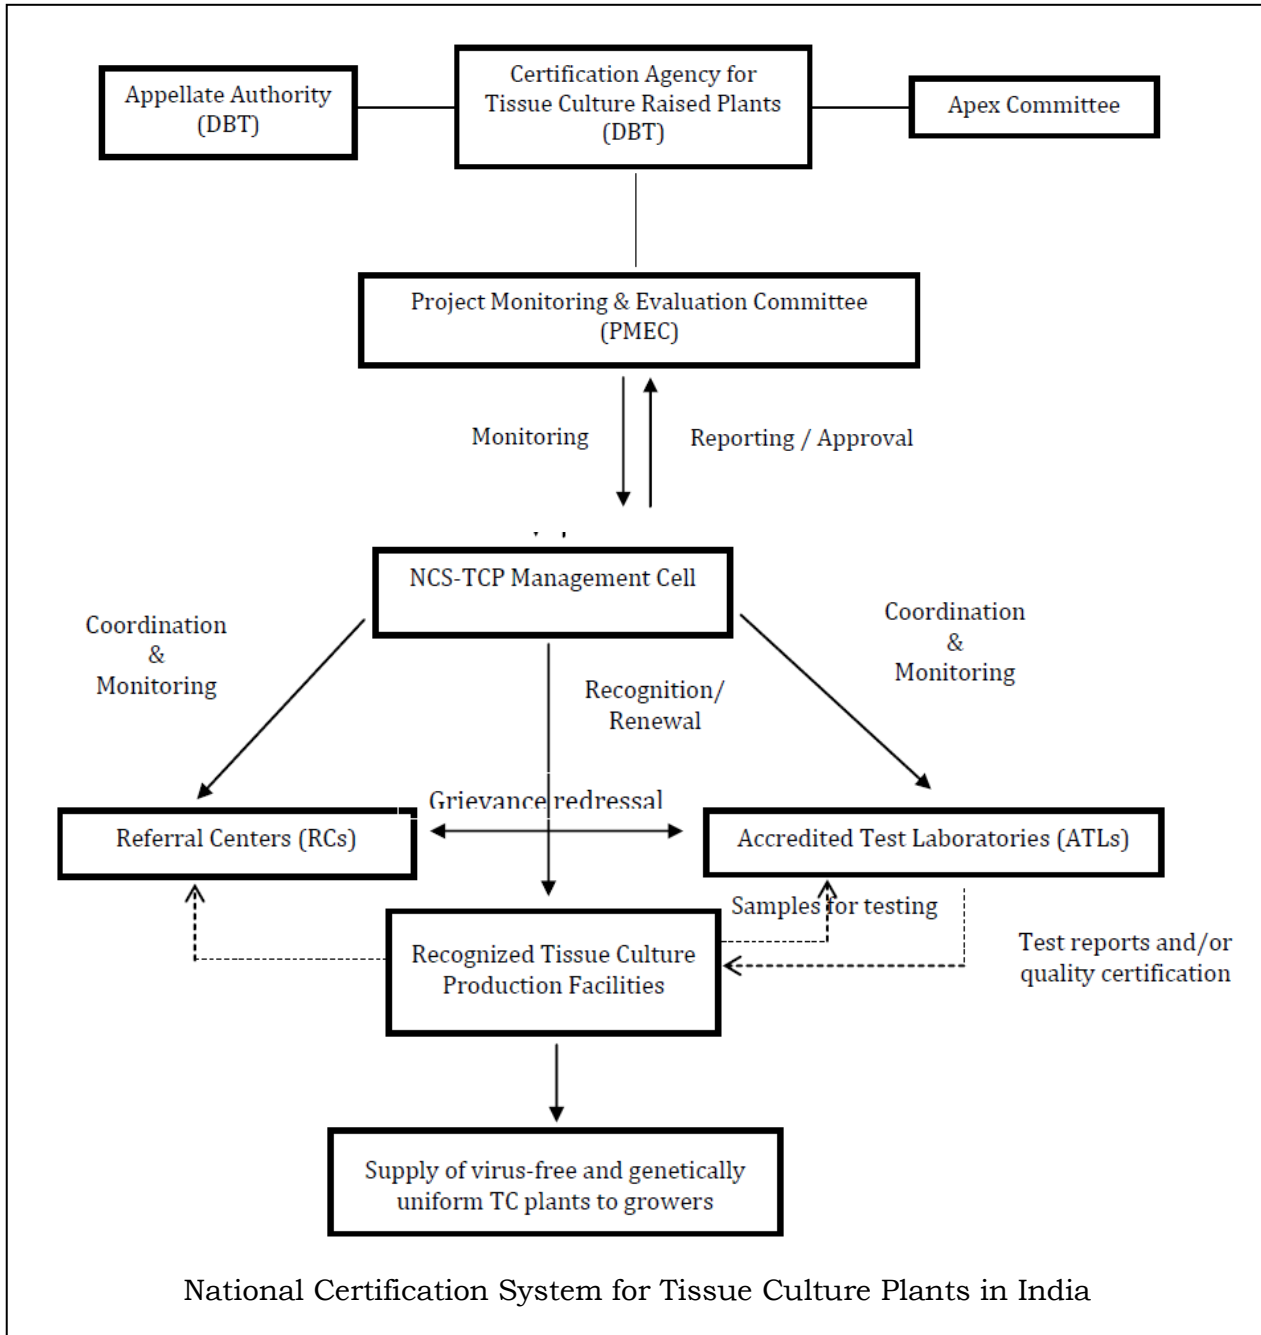 Appellate Authority
(DBT)
Certification Agency for
Tissue Culture Raised Plants
(DBT)
Apex Committee
Project Monitoring & Evaluation Committee
(PMEC)
Monitoring
Reporting / Approval
NCS-TCP Management Cell
Coordination
&
Monitoring
Recognition/
Renewal
Coordination
&
Monitoring
Grievance redressal
Referral Centers (RCs)
Accredited Test Laboratories (ATLs)
Samples for testing
Recognized Tissue Culture
Production Facilities
Test reports and/or
quality certification
Supply of virus-free and genetically
uniform TC plants to growers
National Certification System for Tissue Culture Plants in India